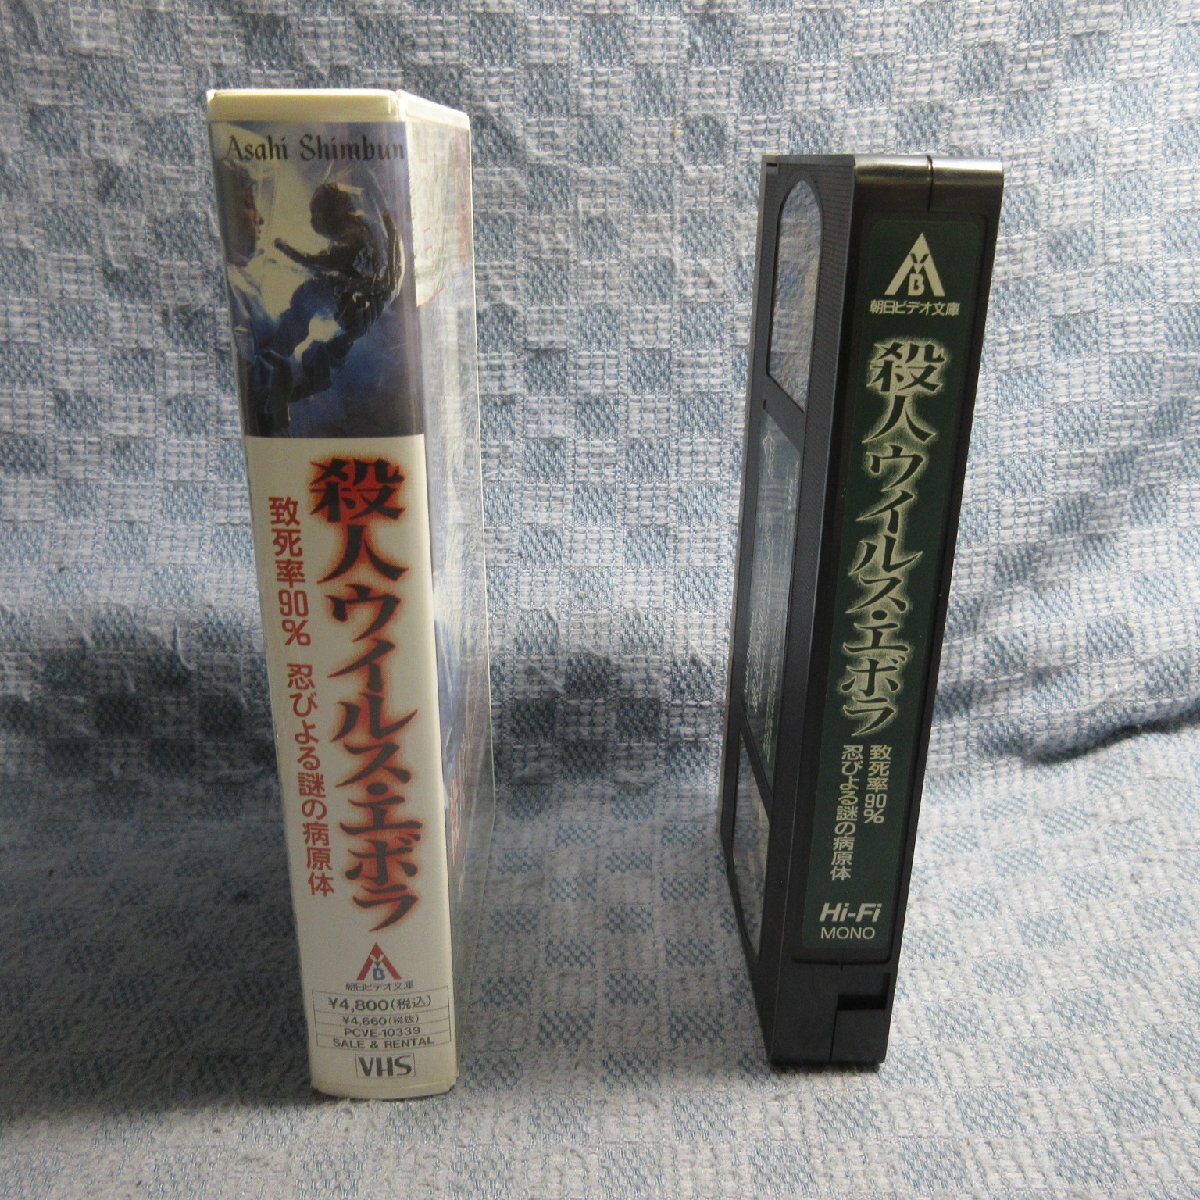 Asahi Shimbun
殺人ウイルス・エボラ
致死率90% 忍びよる謎の病原体
朝日ビデオ文庫
¥4,800(税込)
¥4,660(税抜)
PCVE-10339
SALE & RENTAL
VHS
朝日ビデオ文庫
殺人ウイルス・エボラ
致死率90%
忍びよる謎の病原体
Hi-Fi
MONO